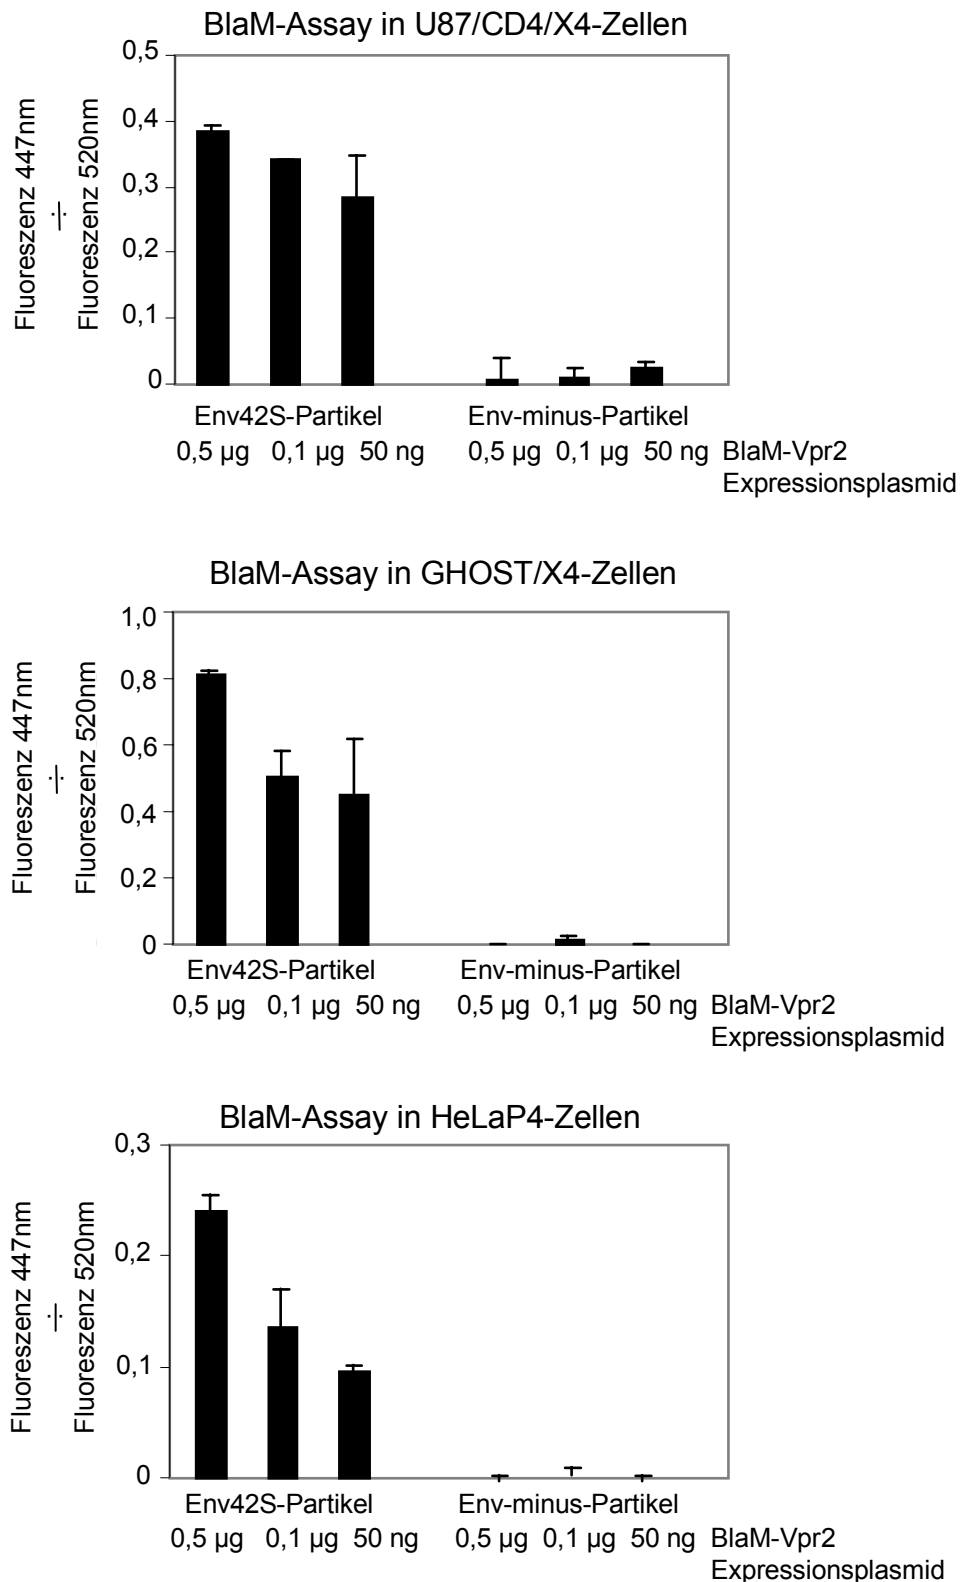 BlaM-Assay in U87/CD4/X4-Zellen
Fluoreszenz 447nm
÷
Fluoreszenz 520nm
0,5
0,4
0,3
0,2
0,1
0
Env42S-Partikel Env-minus-Partikel
0,5 µg 0,1 µg 50 ng 0,5 µg 0,1 µg 50 ng BlaM-Vpr2
Expressionsplasmid
BlaM-Assay in GHOST/X4-Zellen
Fluoreszenz 447nm
÷
Fluoreszenz 520nm
1,0
0,8
0,6
0,4
0,2
0
Env42S-Partikel Env-minus-Partikel
0,5 µg 0,1 µg 50 ng 0,5 µg 0,1 µg 50 ng BlaM-Vpr2
Expressionsplasmid
BlaM-Assay in HeLaP4-Zellen
Fluoreszenz 447nm
÷
Fluoreszenz 520nm
0,3
0,2
0,1
0
Env42S-Partikel Env-minus-Partikel
0,5 µg 0,1 µg 50 ng 0,5 µg 0,1 µg 50 ng BlaM-Vpr2
Expressionsplasmid